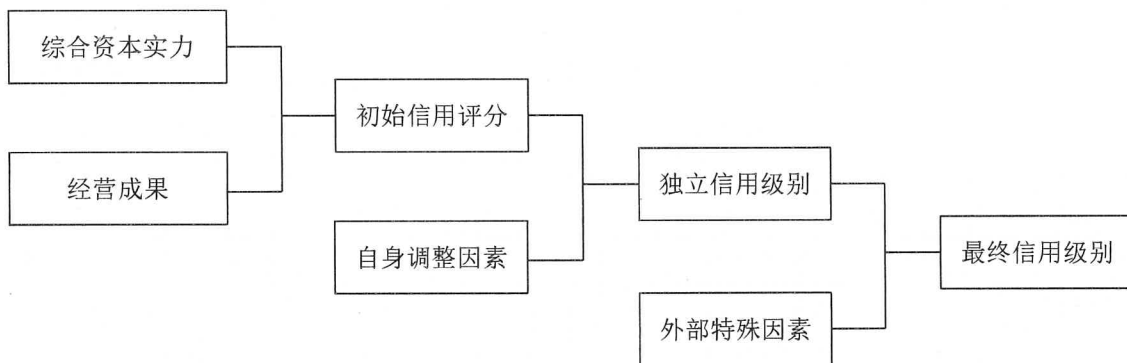 综合资本实力
初始信用评分
经营成果
独立信用级别
自身调整因素
最终信用级别
外部特殊因素